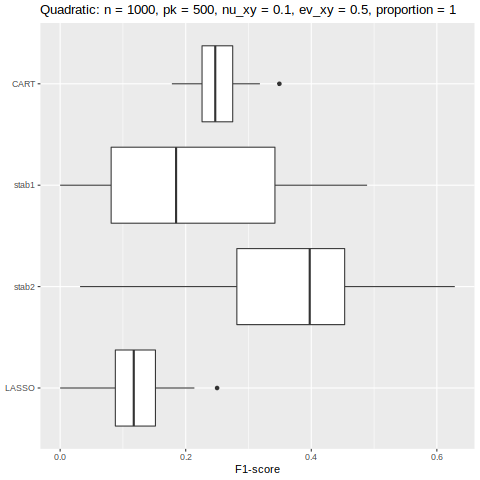 Quadratic: n = 1000, pk = 500, nu_xy = 0.1, ev_xy = 0.5, proportion = 1
CART
stab1
stab2
LASSO
0.0 0.2 0.4 0.6
F1-score